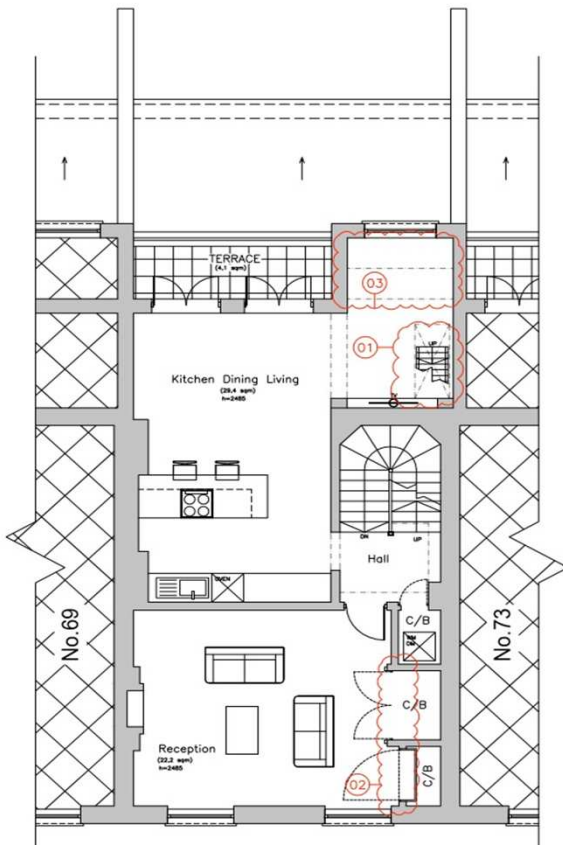 TERRACE
(4,1 sqm)
03
01
UP
Kitchen Dining Living
(29,4 sqm)
h=2485
DN
UP
Hall
OVEN
C/B
No.69
No.73
C/B
Reception
(22,2 sqm)
h=2485
02
C/B